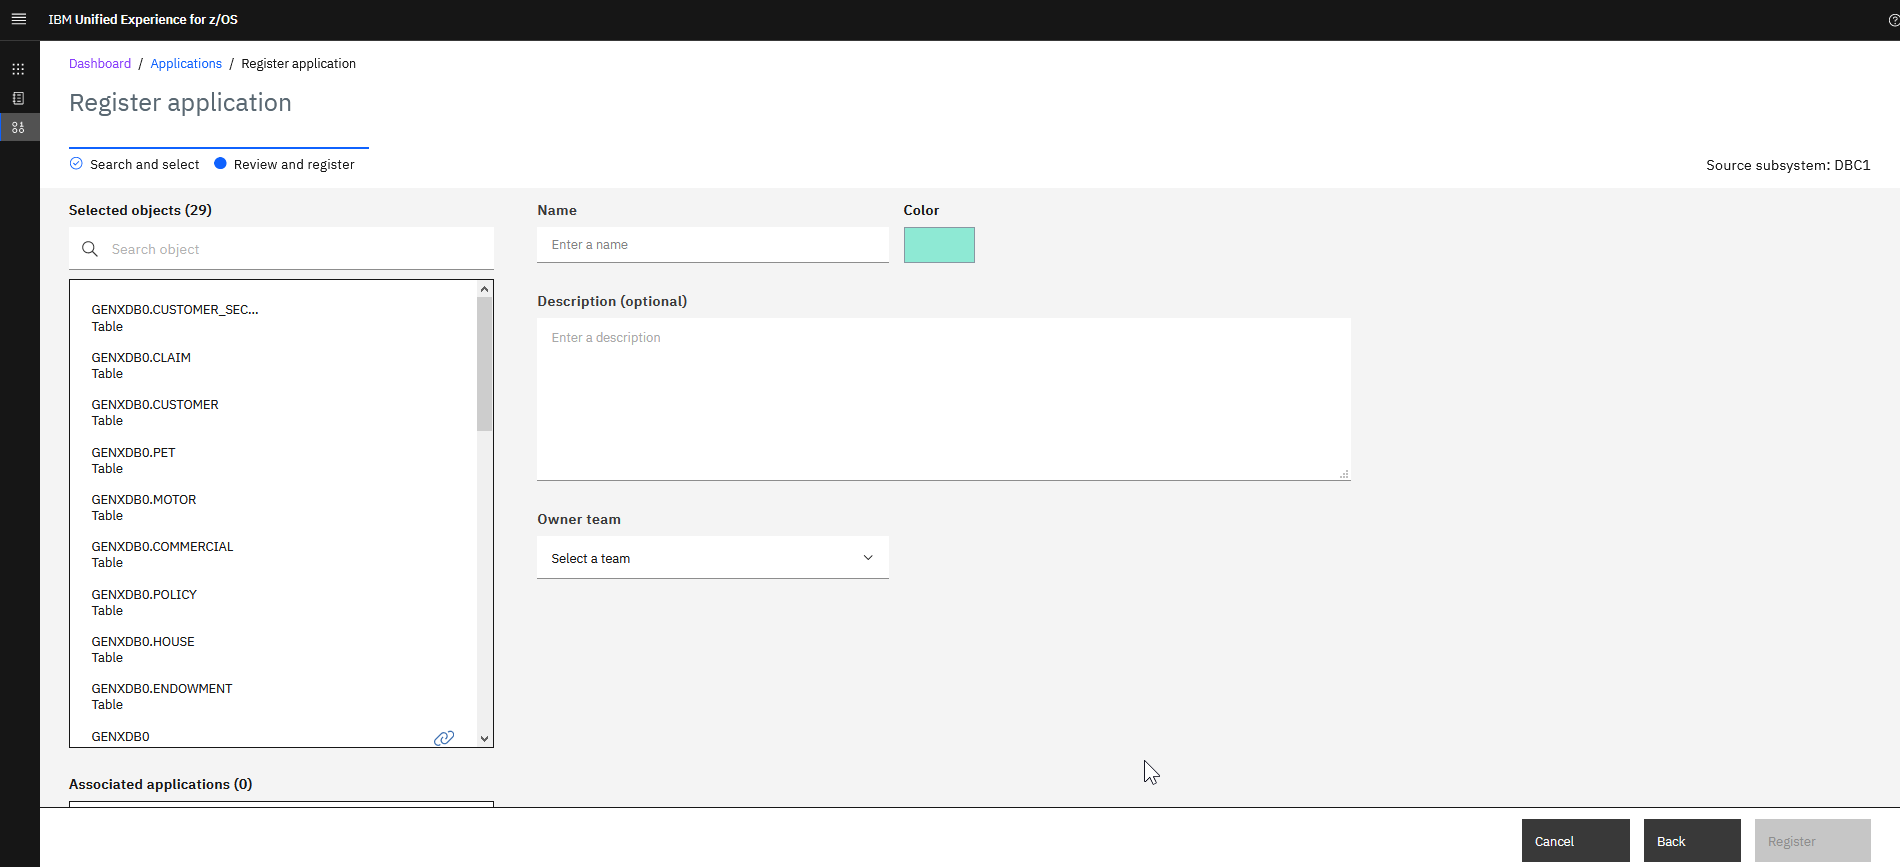 IBM Unified Experience for z/OS
Dashboard / Applications / Register application
Register application
Search and select
Review and register
Source subsystem: DBC1
Selected objects (29)
Search object
GENXDB0.CUSTOMER_SEC...
Table
GENXDB0.CLAIM
Table
GENXDB0.CUSTOMER
Table
GENXDB0.PET
Table
GENXDB0.MOTOR
Table
GENXDB0.COMMERCIAL
Table
GENXDB0.POLICY
Table
GENXDB0.HOUSE
Table
GENXDB0.ENDOWMENT
Table
GENXDB0
Associated applications (0)
Name
Enter a name
Color
Description (optional)
Enter a description
Owner team
Select a team
Cancel
Back
Register